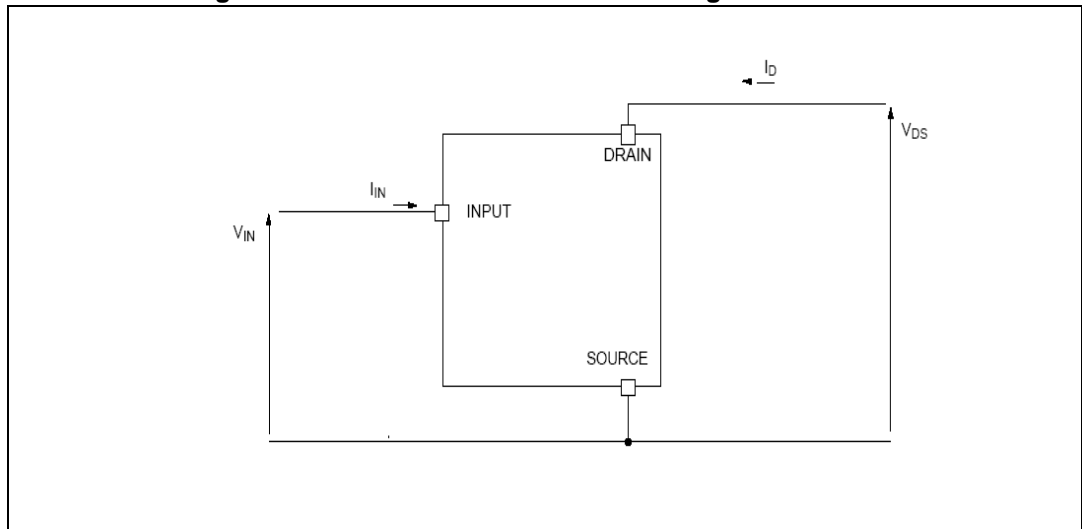 I_D
V_DS
DRAIN
I_IN
INPUT
V_IN
SOURCE